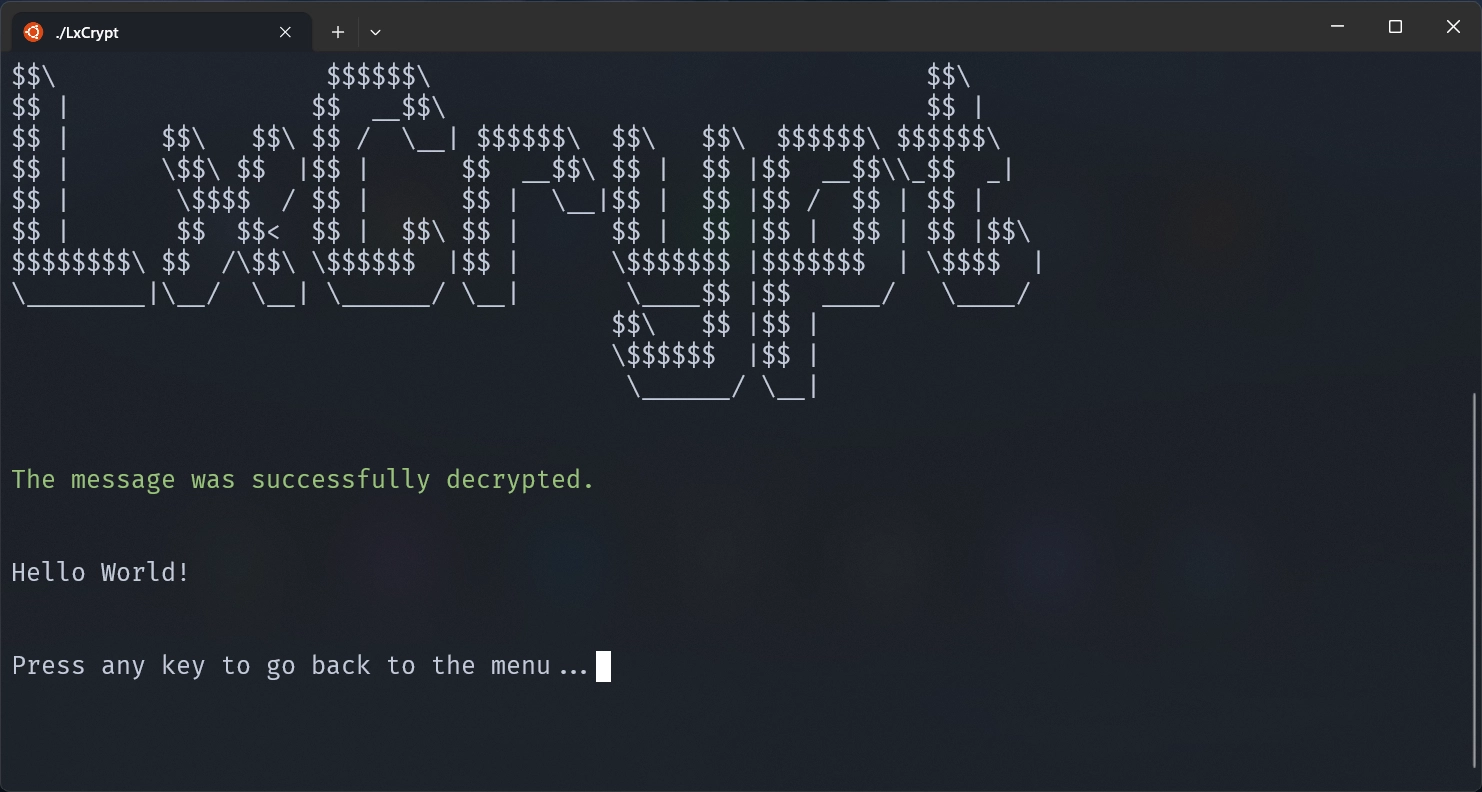 ./LxCrypt
$$\                  $$$$$$\                                 $$\
$$ |                $$  __$$\                                $$ |
$$ |      $$\   $$\ $$ /  \__| $$$$$$\  $$\   $$\  $$$$$$\ $$$$$$\
$$ |      \$$\ $$  |$$ |      $$  __$$\ $$ |  $$ |$$  __$$\\_$$  _|
$$ |       \$$$$  / $$ |      $$ |  \__|$$ |  $$ |$$ /  $$ | $$ |
$$ |       $$  $$<  $$ |  $$\ $$ |      $$ |  $$ |$$ |  $$ | $$ |$$\
$$$$$$$$\ $$  /\$$\ \$$$$$$  |$$ |      \$$$$$$$ |$$$$$$$  | \$$$$  |
\________|\__/  \__| \______/ \__|       \____$$ |$$  ____/   \____/
                                        $$\   $$ |$$ |
                                        \$$$$$$  |$$ |
                                         \______/ \__|
The message was successfully decrypted.
Hello World!
Press any key to go back to the menu...